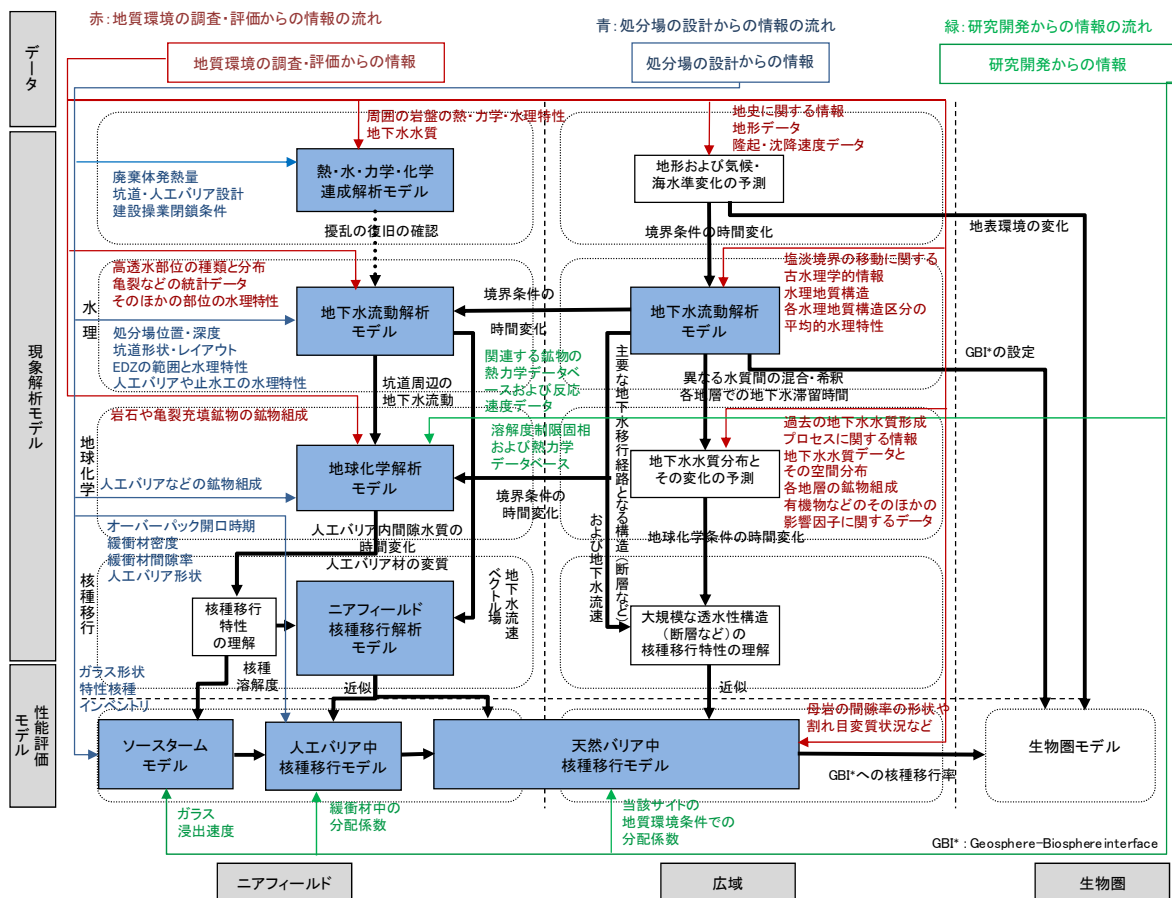 赤：地質環境の調査・評価からの情報の流れ
青：処分場の設計からの情報の流れ
緑：研究開発からの情報の流れ
データ
地質環境の調査・評価からの情報
処分場の設計からの情報
研究開発からの情報
現象解析モデル
周囲の岩盤の熱・力学・水理特性
地下水水質
地史に関する情報
地形データ
隆起・沈降速度データ
熱・水・力学・化学
連成解析モデル
地形および気候・
海水準変化の予測
廃棄体発熱量
坑道・人工バリア設計
建設操業閉鎖条件
擾乱の復旧の確認
境界条件の時間変化
地表環境の変化
水理
高透水部位の種類と分布
亀裂などの統計データ
そのほかの部位の水理特性
処分場位置・深度
坑道形状・レイアウト
EDZの範囲と水理特性
人工バリアや止水工の水理特性
地下水流動解析
モデル
境界条件の
時間変化
地下水流動解析
モデル
塩淡境界の移動に関する
古水理学的情報
水理地質構造
各水理地質構造区分の
平均的水理特性
GBI*の設定
坑道周辺の
地下水流動
関連する鉱物の
熱力学データベ
ースおよび反応
速度データ
主要な地下水移行経路となる構造（断層など）
および地下水流速
異なる水質間の混合・希釈
各地層での地下水滞留時間
地球化学
岩石や亀裂充填鉱物の鉱物組成
溶解度制限固相
および熱力学
データベース
地球化学解析
モデル
人工バリアなどの鉱物組成
境界条件の
時間変化
地下水水質分布と
その変化の予測
過去の地下水水質形成
プロセスに関する情報
地下水水質データと
その空間分布
各地層の鉱物組成
有機物などのそのほかの
影響因子に関するデータ
オーバーパック開口時期
緩衝材密度
緩衝材間隙率
人工バリア形状
人工バリア内間隙水質の
時間変化
人工バリア材の変質
地球化学条件の時間変化
核種移行
核種移行
特性
の理解
ニアフィールド
核種移行解析
モデル
地下水流速
ベクトル場
大規模な透水性構造
（断層など）の
核種移行特性の理解
核種
溶解度
近似
近似
性能評価
モデル
ガラス形状
特性核種
インベントリ
ソースターム
モデル
人工バリア中
核種移行モデル
天然バリア中
核種移行モデル
母岩の間隙率の形状や
割れ目変質状況など
GBI*への核種移行率
生物圏モデル
ガラス
浸出速度
緩衝材中の
分配係数
当該サイトの
地質環境条件での
分配係数
GBI*：Geosphere-Biosphereinterface
ニアフィールド
広域
生物圏